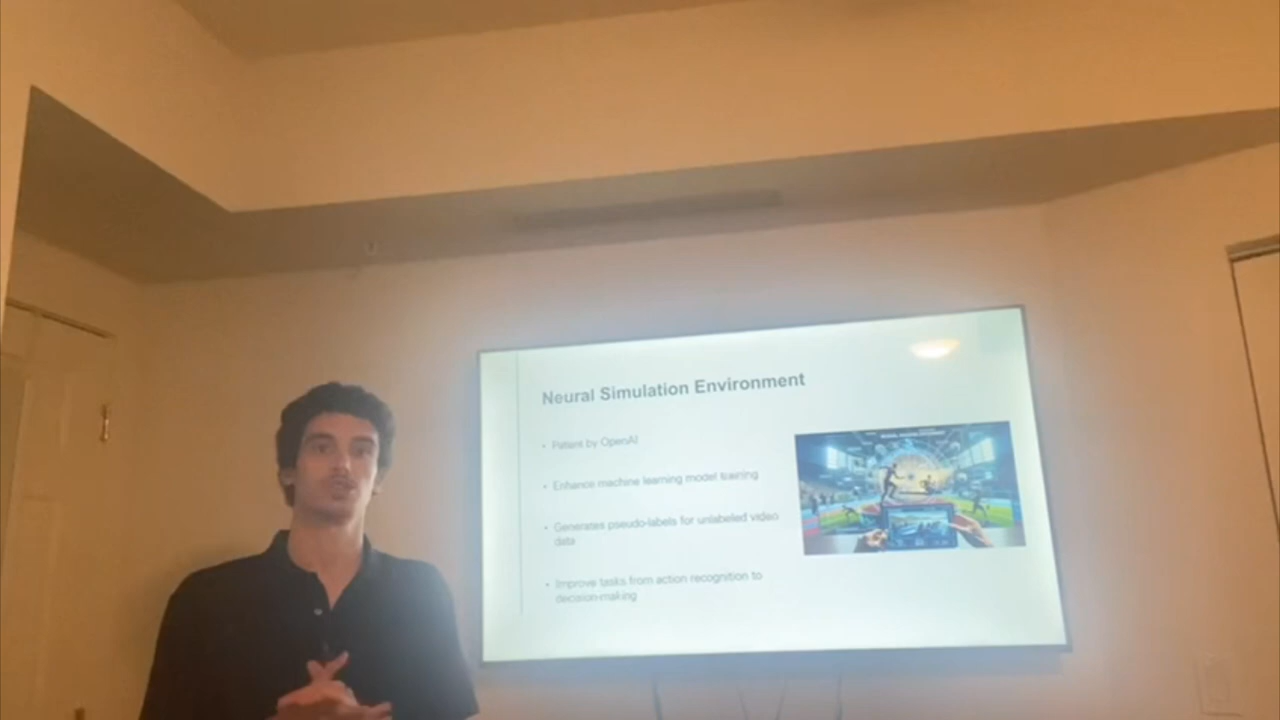 Neural Simulation Environment
• Patent by OpenAI
• Enhance machine learning model training
• Generates pseudo-labels for unlabeled video
data
• Improve tasks from action recognition to
decision-making